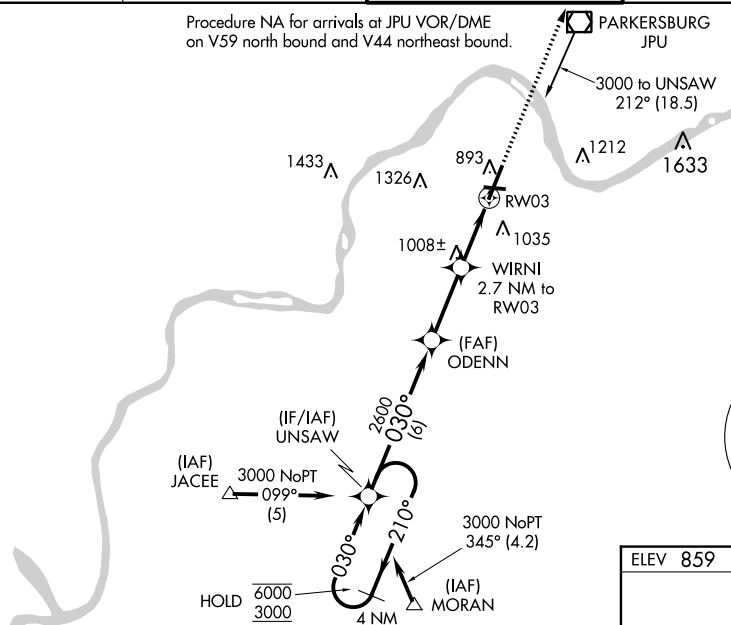 Procedure NA for arrivals at JPU VOR/DME
on V59 north bound and V44 northeast bound.
PARKERSBURG
JPU
3000 to UNSAW
212° (18.5)
1433
1326
893
1212
1633
RW03
1035
1008±
WIRNI
2.7 NM to
RW03
(FAF)
ODENN
2600
030°
(6)
(IF/IAF)
UNSAW
(IAF)
JACEE
3000 NoPT
099°
(5)
210°
030°
3000 NoPT
345° (4.2)
(IAF)
MORAN
HOLD
6000
3000
4 NM
ELEV 859